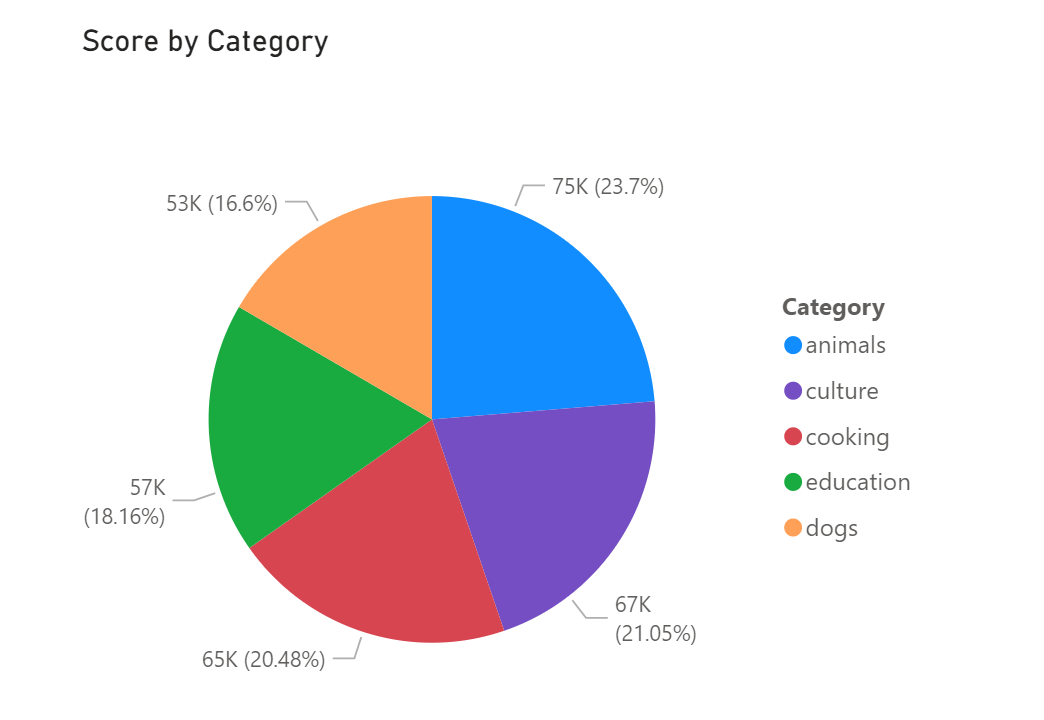 Score by Category
75K (23.7%)
53K (16.6%)
57K
(18.16%)
67K
(21.05%)
65K (20.48%)
Category
animals
culture
cooking
education
dogs